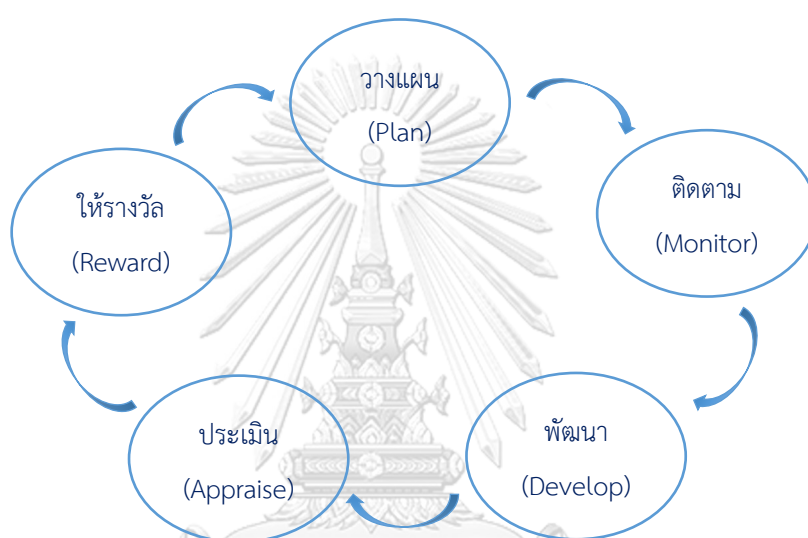 วางแผน
(Plan)
ติดตาม
(Monitor)
พัฒนา
(Develop)
ประเมิน
(Appraise)
ให้รางวัล
(Reward)